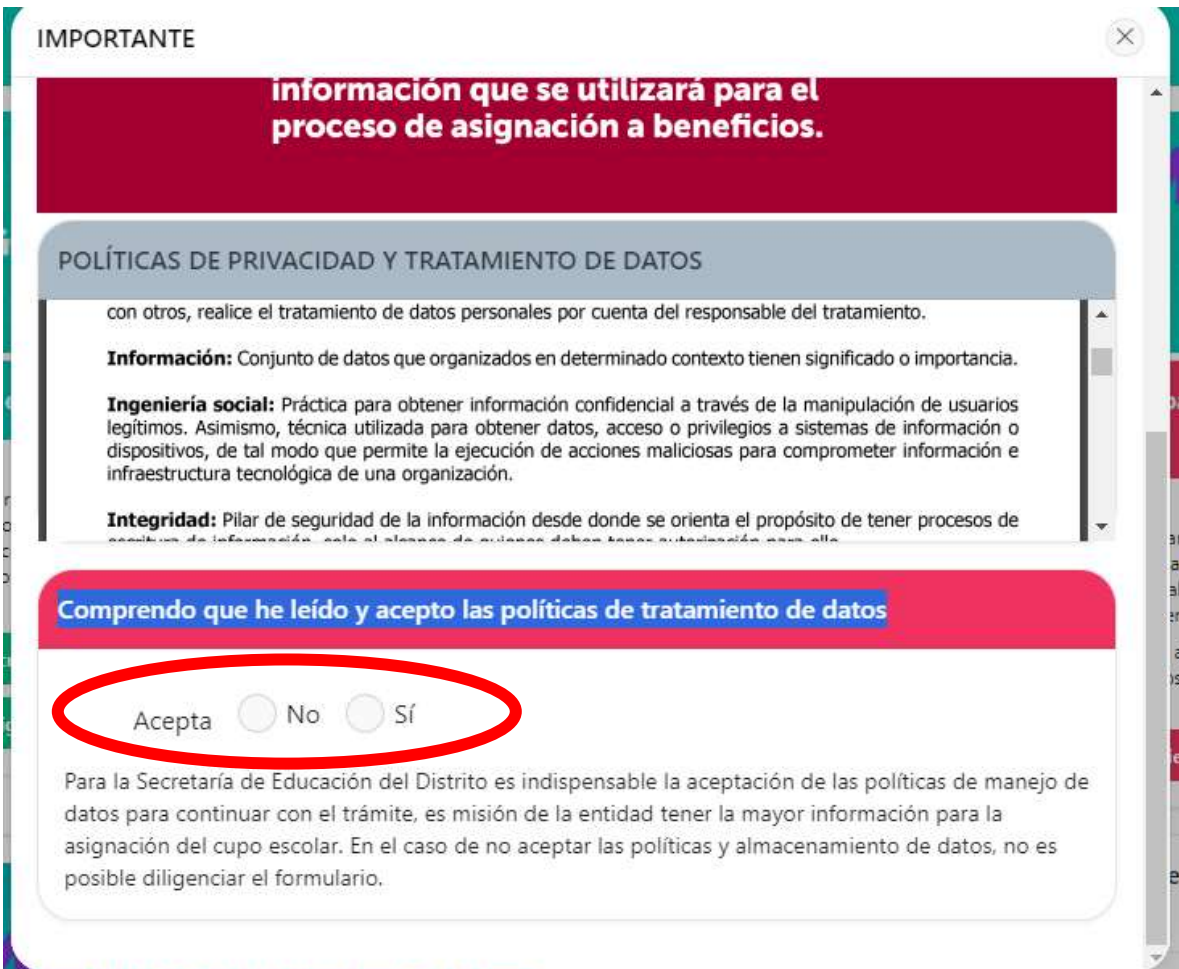 IMPORTANTE
información que se utilizará para el
proceso de asignación a beneficios.
POLÍTICAS DE PRIVACIDAD Y TRATAMIENTO DE DATOS
con otros, realice el tratamiento de datos personales por cuenta del responsable del tratamiento.
Información: Conjunto de datos que organizados en determinado contexto tienen significado o importancia.
Ingeniería social: Práctica para obtener información confidencial a través de la manipulación de usuarios
legítimos. Asimismo, técnica utilizada para obtener datos, acceso o privilegios a sistemas de información o
dispositivos, de tal modo que permite la ejecución de acciones maliciosas para comprometer información e
infraestructura tecnológica de una organización.
Integridad: Pilar de seguridad de la información desde donde se orienta el propósito de tener procesos de
Comprendo que he leído y acepto las políticas de tratamiento de datos
Acepta No Sí
Para la Secretaría de Educación del Distrito es indispensable la aceptación de las políticas de manejo de
datos para continuar con el trámite, es misión de la entidad tener la mayor información para la
asignación del cupo escolar. En el caso de no aceptar las políticas y almacenamiento de datos, no es
posible diligenciar el formulario.